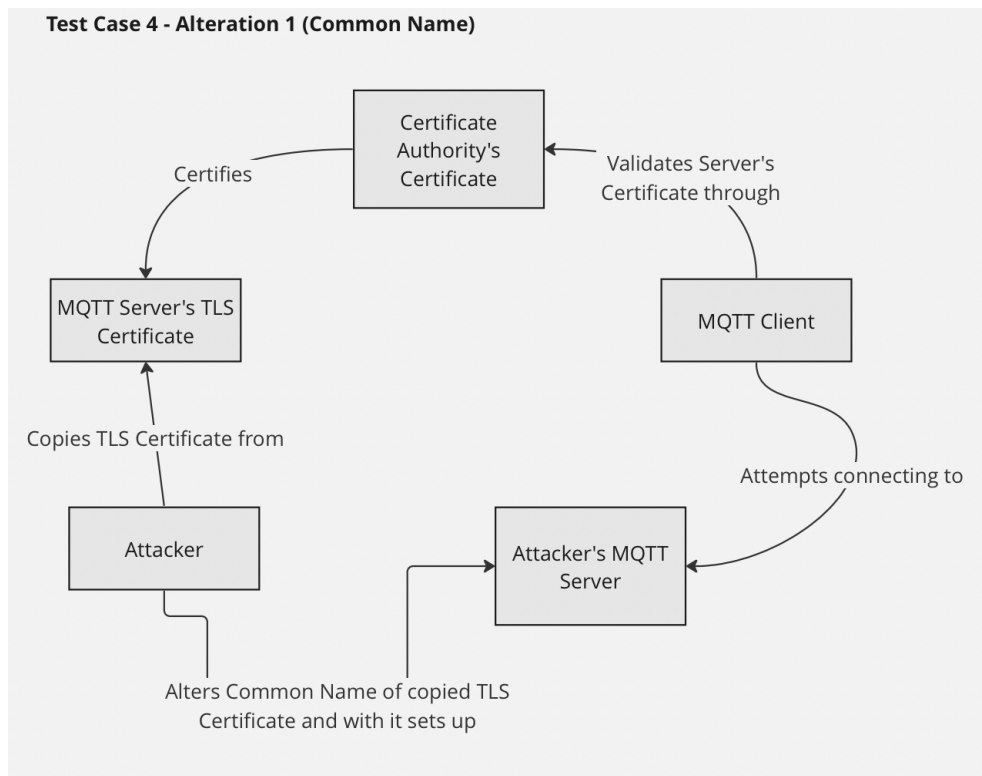 Test Case 4 - Alteration 1 (Common Name)
Certificate
Authority's
Certificate
Certifies
Validates Server's
Certificate through
MQTT Server's TLS
Certificate
MQTT Client
Copies TLS Certificate from
Attempts connecting to
Attacker
Attacker's MQTT
Server
Alters Common Name of copied TLS
Certificate and with it sets up